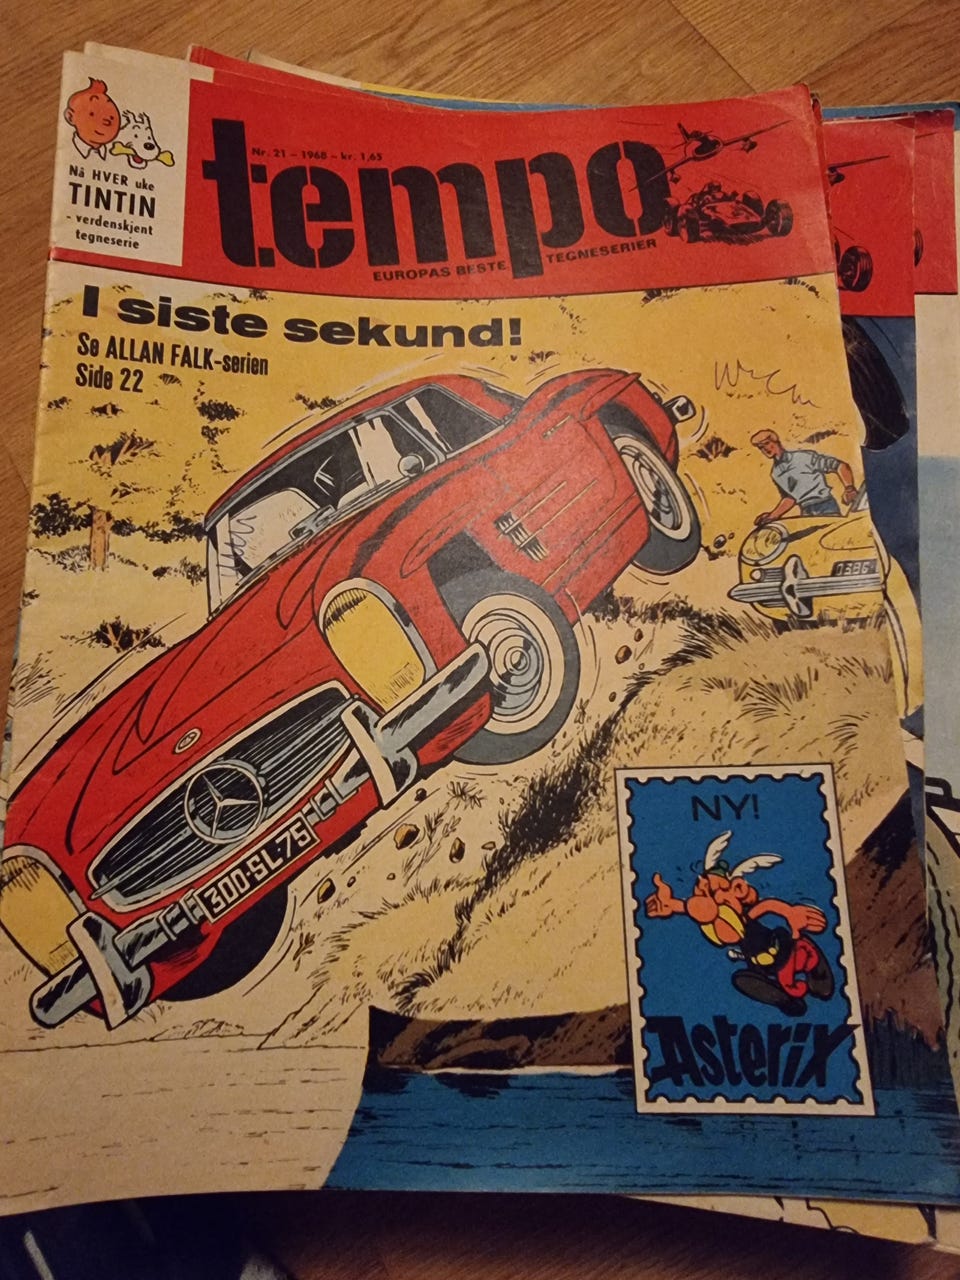 Nå HVER uke
TINTIN
- verdenskjent
tegneserie
Nr. 21 – 1968 – kr. 1,65
tempo
EUROPAS BESTE TEGNESERIER
I siste sekund!
Se ALLAN FALK-serien
Side 22
300-SL-75
NY!
Asterix